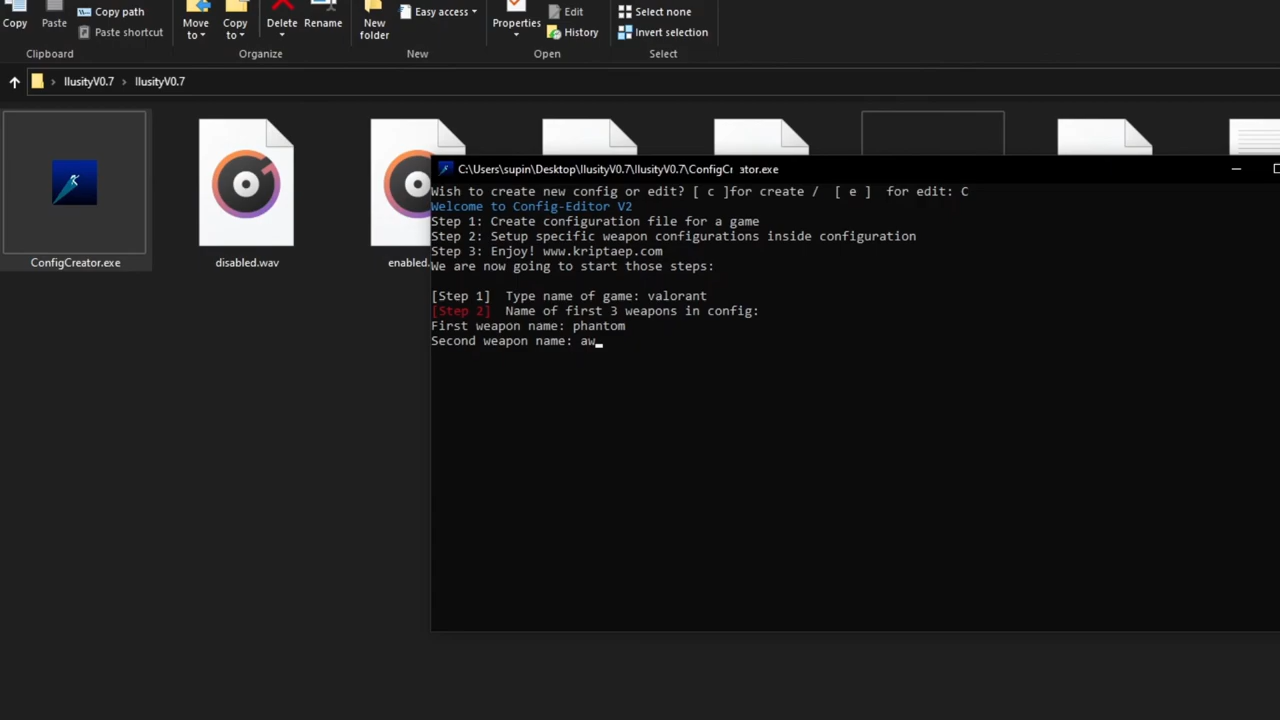 Copy
Paste
Copy path
Paste shortcut
Move to
Copy to
Delete
Rename
New folder
Easy access
Properties
Edit
History
Select none
Invert selection
Clipboard
Organize
New
Open
Select
IlusityV0.7 > IlusityV0.7
ConfigCreator.exe
disabled.wav
enabled.
C:\Users\supin\Desktop\IlusityV0.7\IlusityV0.7\ConfigCr ator.exe
Wish to create new config or edit? [ c ]for create / [ e ] for edit: C
Welcome to Config-Editor V2
Step 1: Create configuration file for a game
Step 2: Setup specific weapon configurations inside configuration
Step 3: Enjoy! www.kriptaep.com
We are now going to start those steps:
[Step 1] Type name of game: valorant
[Step 2] Name of first 3 weapons in config:
First weapon name: phantom
Second weapon name: aw